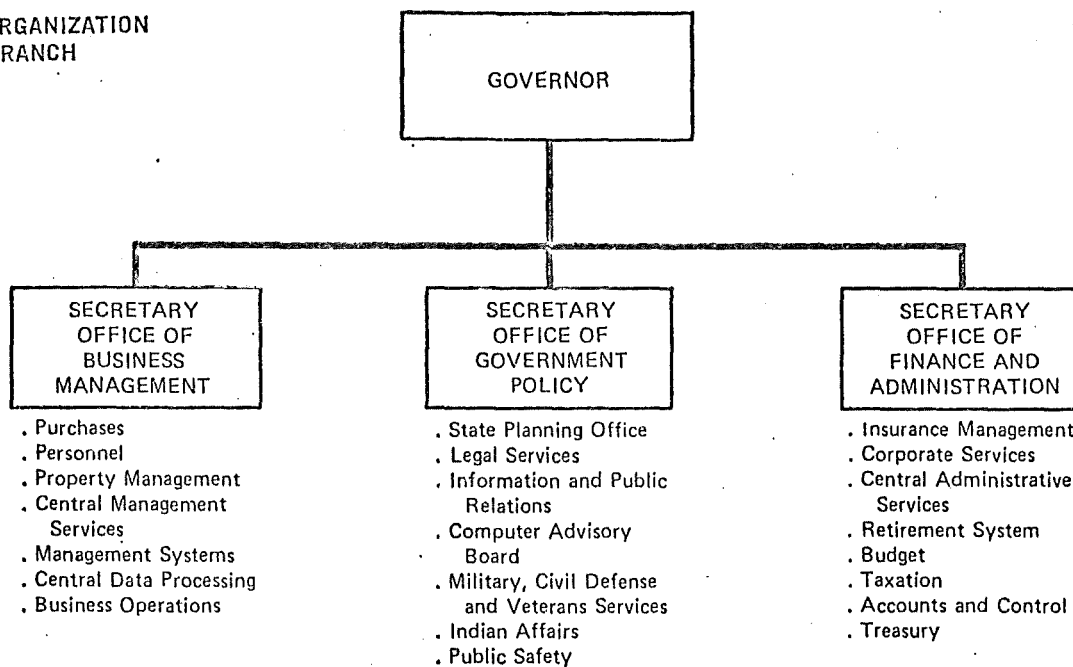 RGANIZATION
RANCH
GOVERNOR
SECRETARY
OFFICE OF
BUSINESS
MANAGEMENT
. Purchases
. Personnel
. Property Management
. Central Management
Services
. Management Systems
. Central Data Processing
. Business Operations
SECRETARY
OFFICE OF
GOVERNMENT
POLICY
. State Planning Office
. Legal Services
. Information and Public
Relations
. Computer Advisory
Board
. Military, Civil Defense
and Veterans Services
. Indian Affairs
. Public Safety
SECRETARY
OFFICE OF
FINANCE AND
ADMINISTRATION
. Insurance Management
. Corporate Services
. Central Administrative
Services
. Retirement System
. Budget
. Taxation
. Accounts and Control
. Treasury